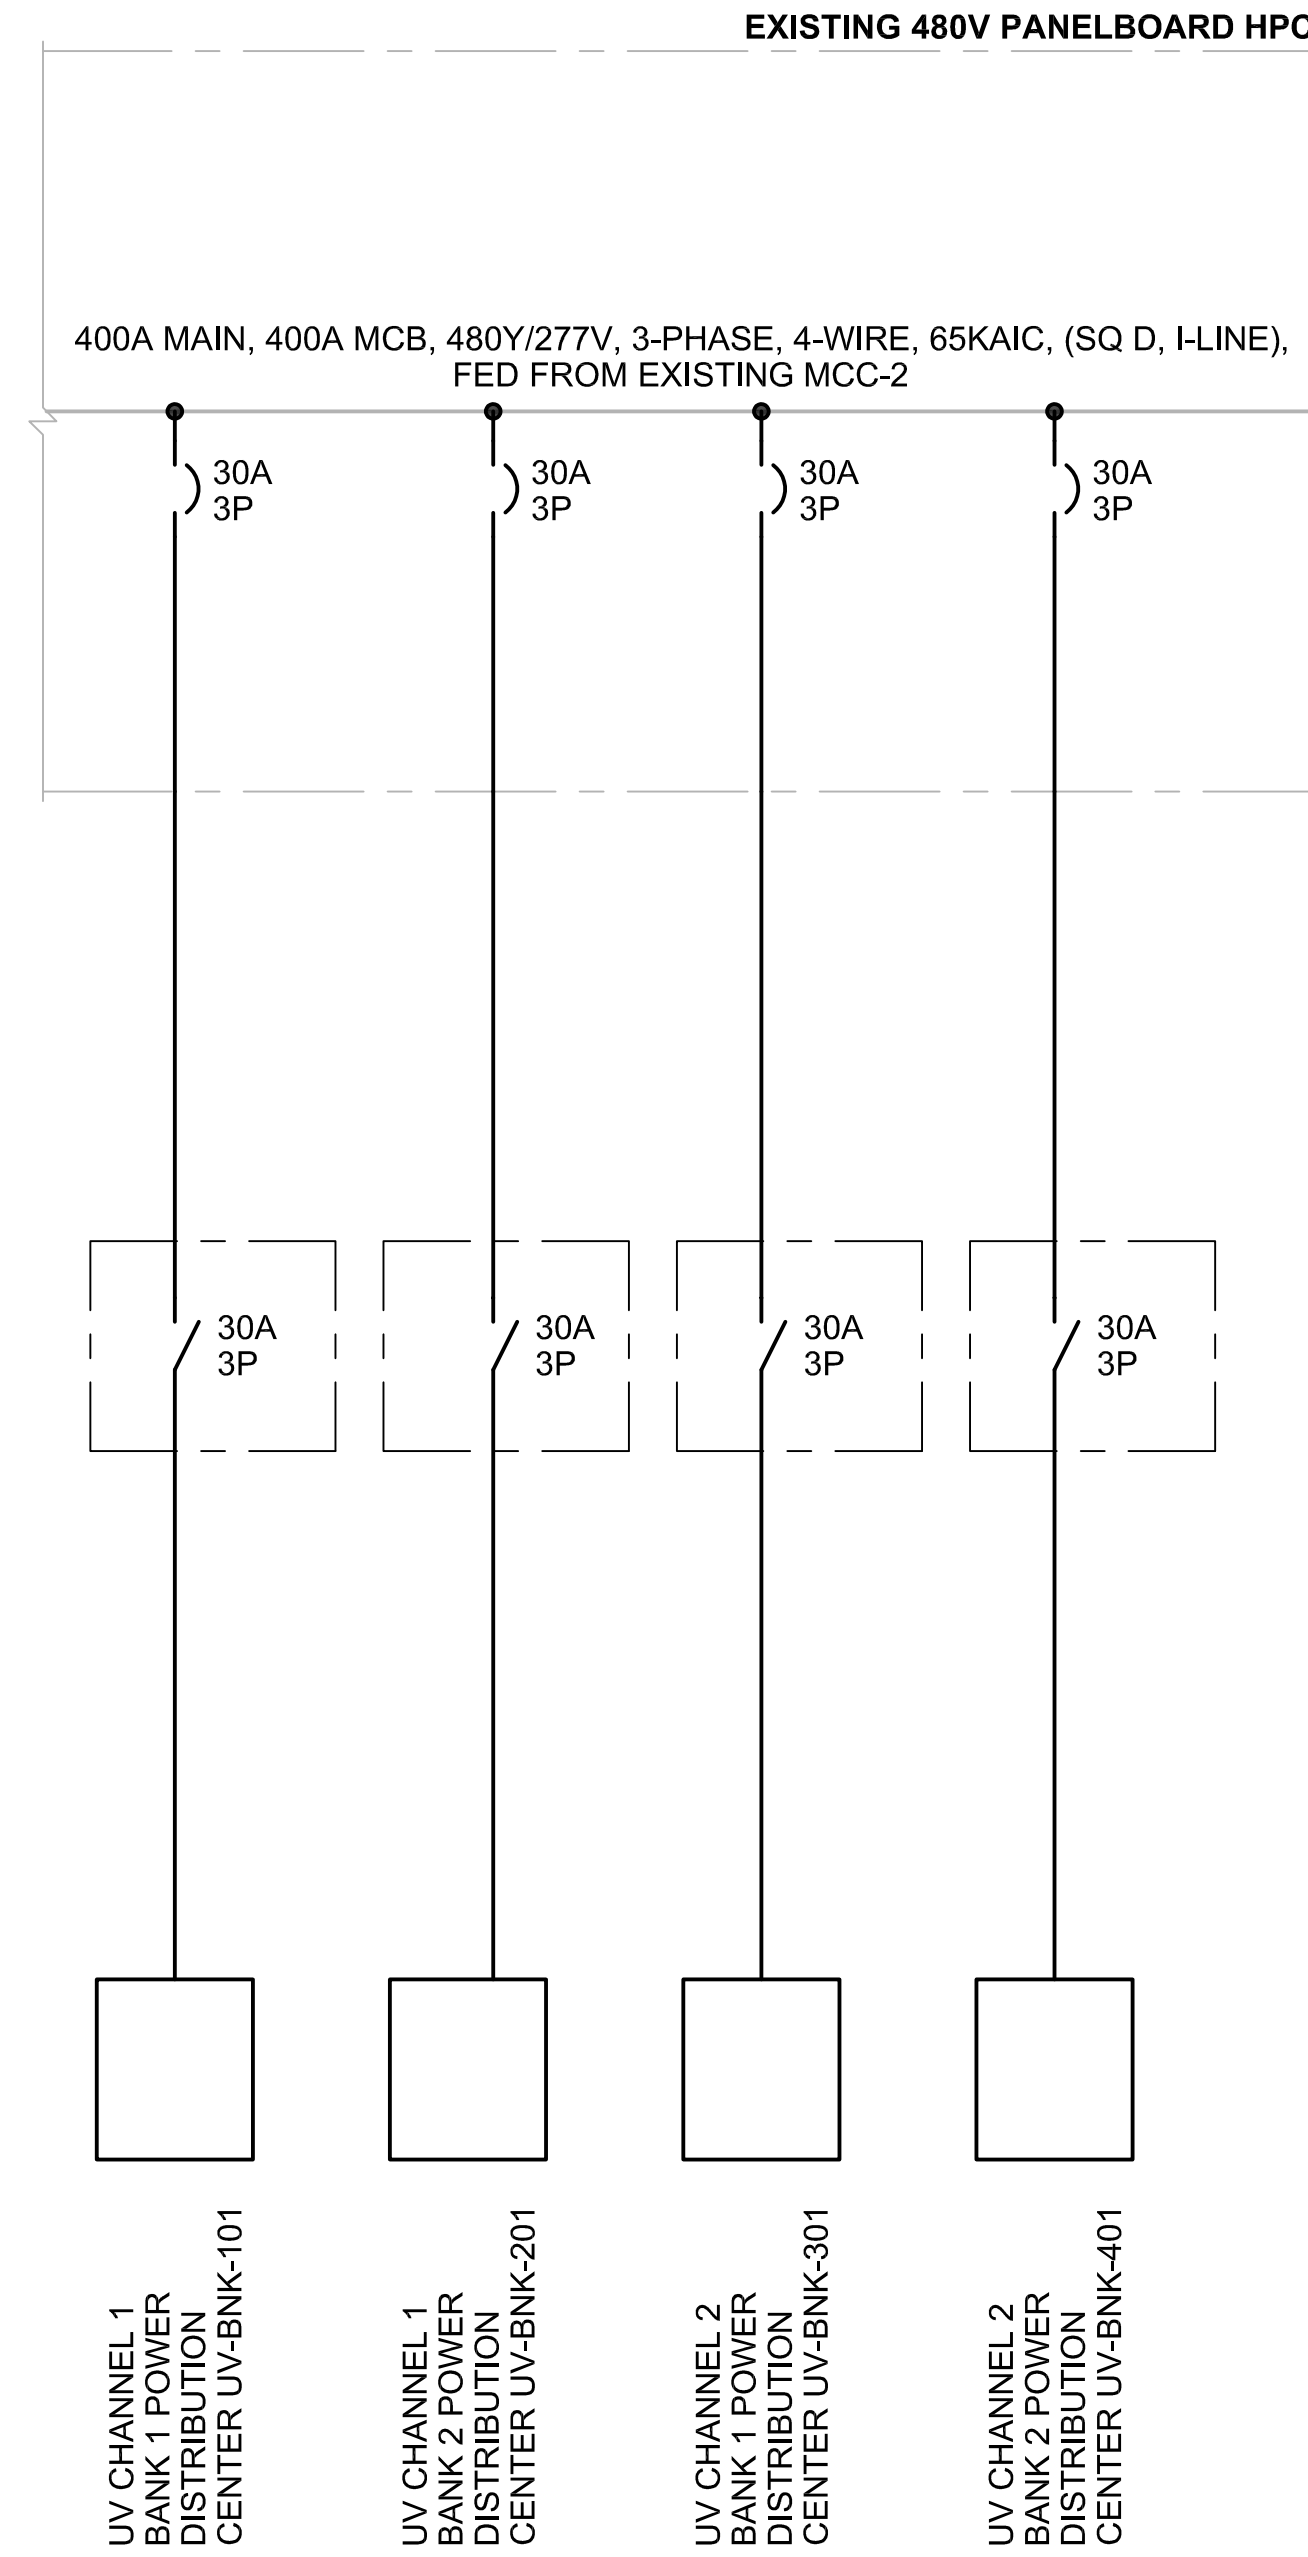 EXISTING 480V PANELBOARD HPC
400A MAIN, 400A MCB, 480Y/277V, 3-PHASE, 4-WIRE, 65KAIC, (SQ D, I-LINE),
FED FROM EXISTING MCC-2
30A
3P
30A
3P
30A
3P
30A
3P
30A
3P
30A
3P
30A
3P
30A
3P
UV CHANNEL 1
BANK 1 POWER
DISTRIBUTION
CENTER UV-BNK-101
UV CHANNEL 1
BANK 2 POWER
DISTRIBUTION
CENTER UV-BNK-201
UV CHANNEL 2
BANK 1 POWER
DISTRIBUTION
CENTER UV-BNK-301
UV CHANNEL 2
BANK 2 POWER
DISTRIBUTION
CENTER UV-BNK-401